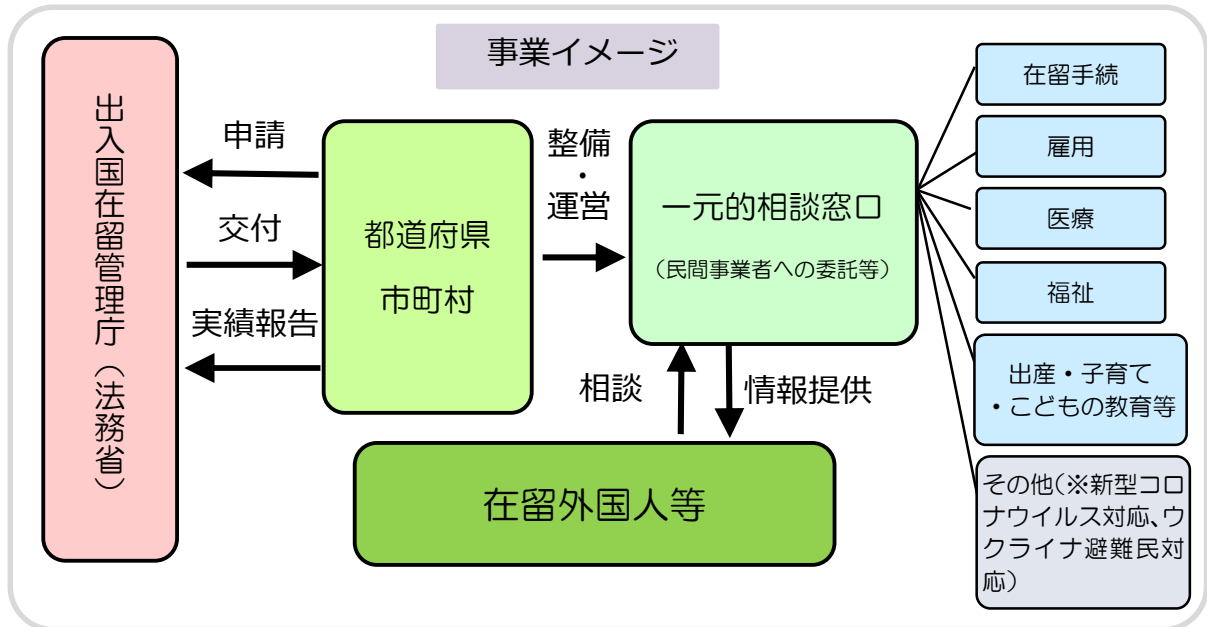 事業イメージ
出入国在留管理庁（法務省）
申請
交付
実績報告
都道府県
市町村
整備
・
運営
一元的相談窓口
（民間事業者への委託等）
相談
情報提供
在留外国人等
在留手続
雇用
医療
福祉
出産・子育て
・こどもの教育等
その他(※新型コロ
ナウイルス対応、ウ
クライナ避難民対
応)